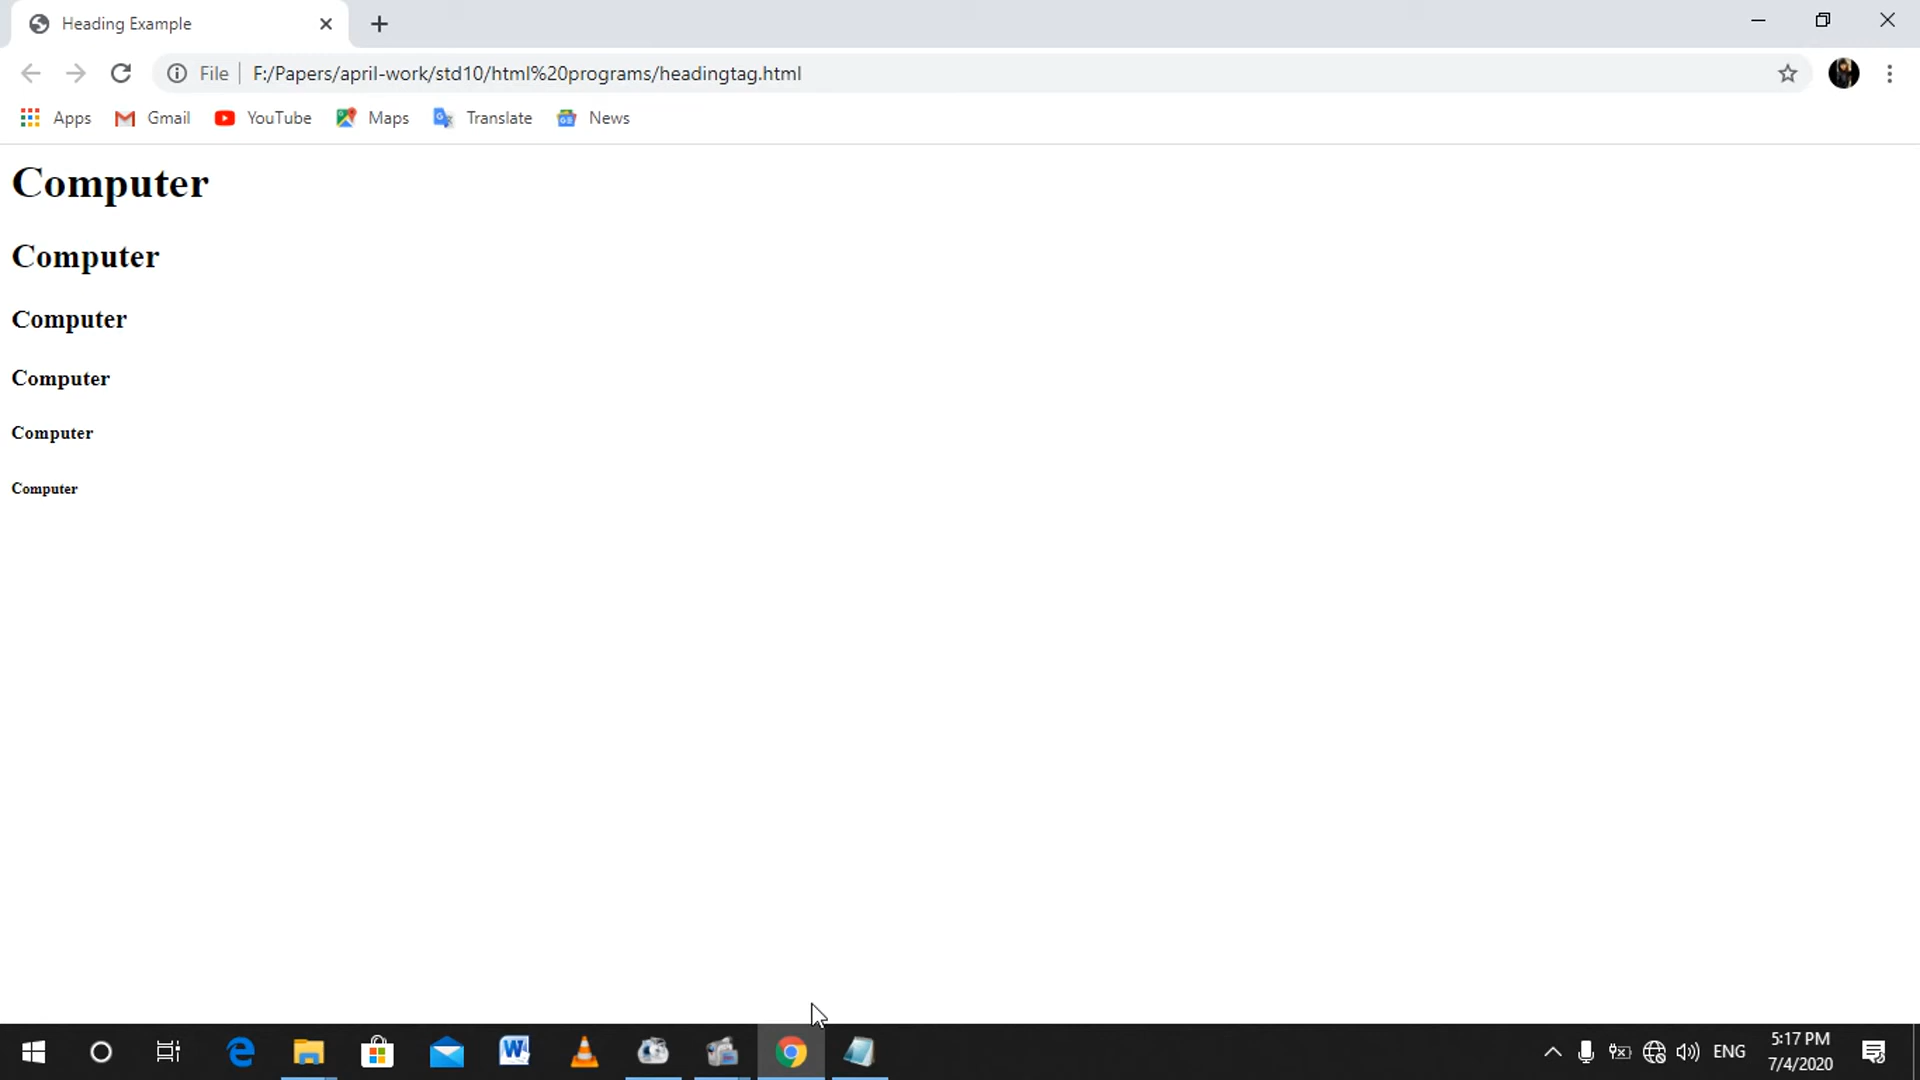 Heading Example
File
F:/Papers/april-work/std10/html%20programs/headingtag.html
Apps Gmail YouTube Maps Translate News
Computer
Computer
Computer
Computer
Computer
Computer
ENG
5:17 PM
7/4/2020